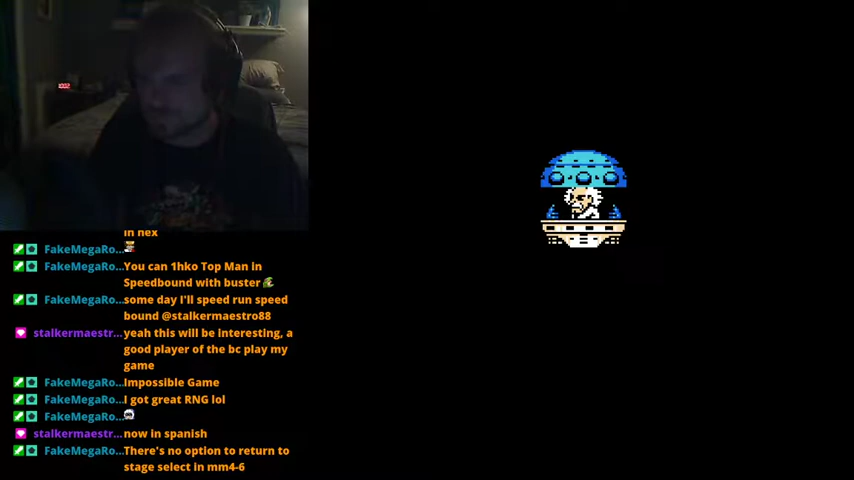 in hex
FakeMegaRo...
FakeMegaRo... You can 1hko Top Man in
Speedbound with buster
FakeMegaRo... some day I'll speed run speed
bound @stalkermaestro88
stalkermaestr... yeah this will be interesting, a
good player of the bc play my
game
FakeMegaRo... Impossible Game
FakeMegaRo... I got great RNG lol
FakeMegaRo...
stalkermaestr... now in spanish
FakeMegaRo... There's no option to return to
stage select in mm4-6